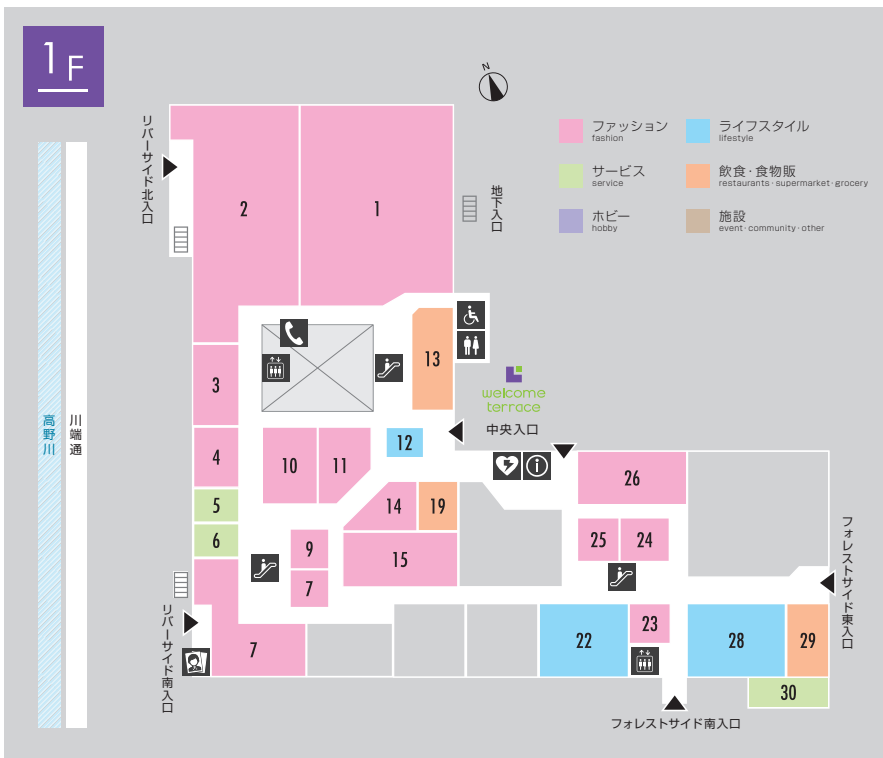 1F
N
ファッション
fashion
ライフスタイル
lifestyle
サービス
service
飲食・食物販
restaurants・supermarket・grocery
ホビー
hobby
施設
event・community・other
リバーサイド北入口
地下入口
2
1
13
3
welcome
terrace
中央入口
高野川
川端通
12
4
10
11
26
5
14
19
6
9
25
24
15
7
フォレストサイド東入口
リバーサイド南入口
7
22
23
28
29
30
フォレストサイド南入口